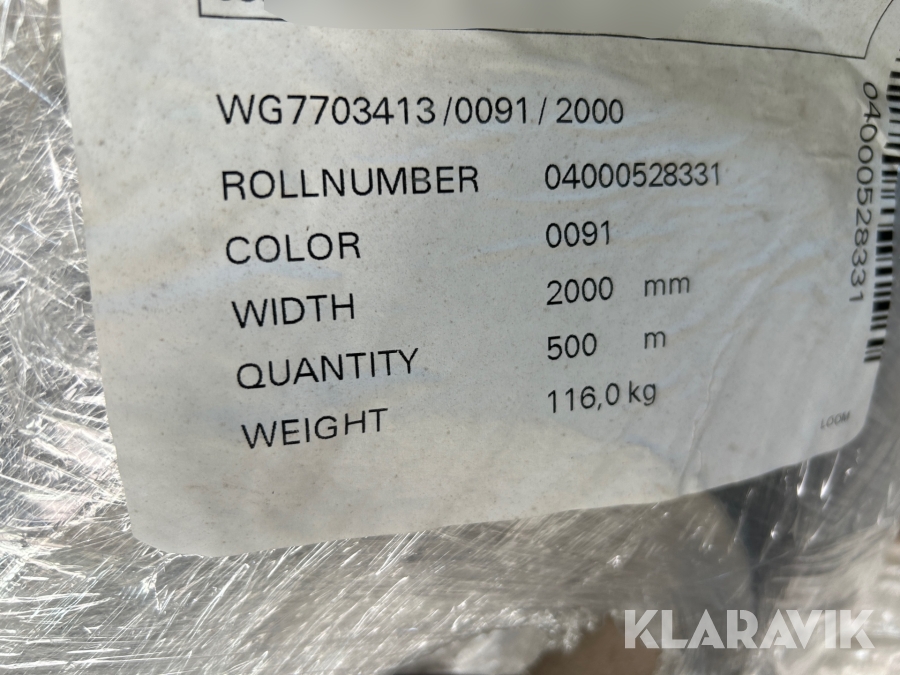 WG7703413/0091/2000
ROLLNUMBER 04000528331
COLOR 0091
WIDTH 2000 mm
QUANTITY 500 m
WEIGHT 116,0 kg
LOOM
04000528331
KLARAVIK